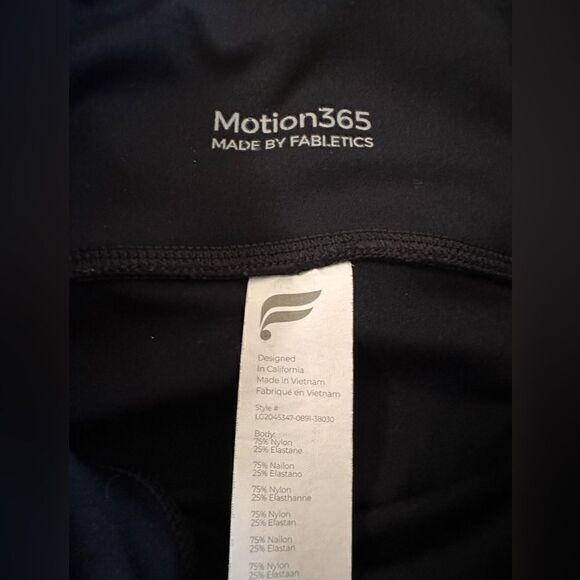 Motion365
MADE BY FABLETICS
Designed
In California
Made in Vietnam
Fabriqué en Vietnam
Style #
LG2045347-0891-38030
Body:
75% Nylon
25% Elastane
75% Nailon
25% Elastano
75% Nylon
25% Elasthanne
75% Nylon
25% Elastan
75% Nailon
25% Elastan
75% Nylon
25% Elastaan